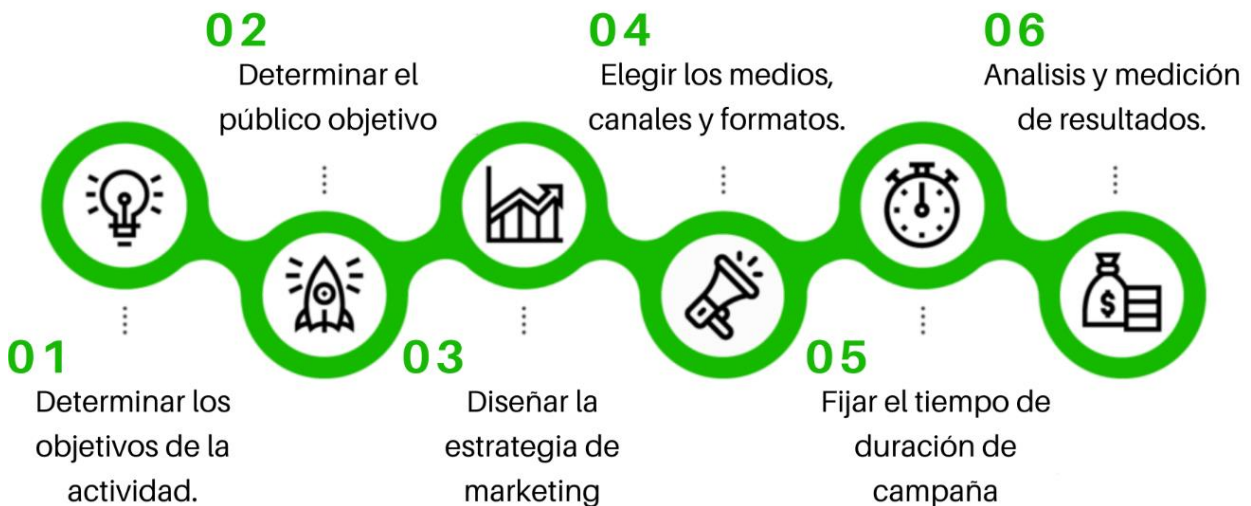 01
Determinar los
objetivos de la
actividad.
02
Determinar el
público objetivo
03
Diseñar la
estrategia de
marketing
04
Elegir los medios,
canales y formatos.
05
Fijar el tiempo de
duración de
campaña
06
Analisis y medición
de resultados.
$